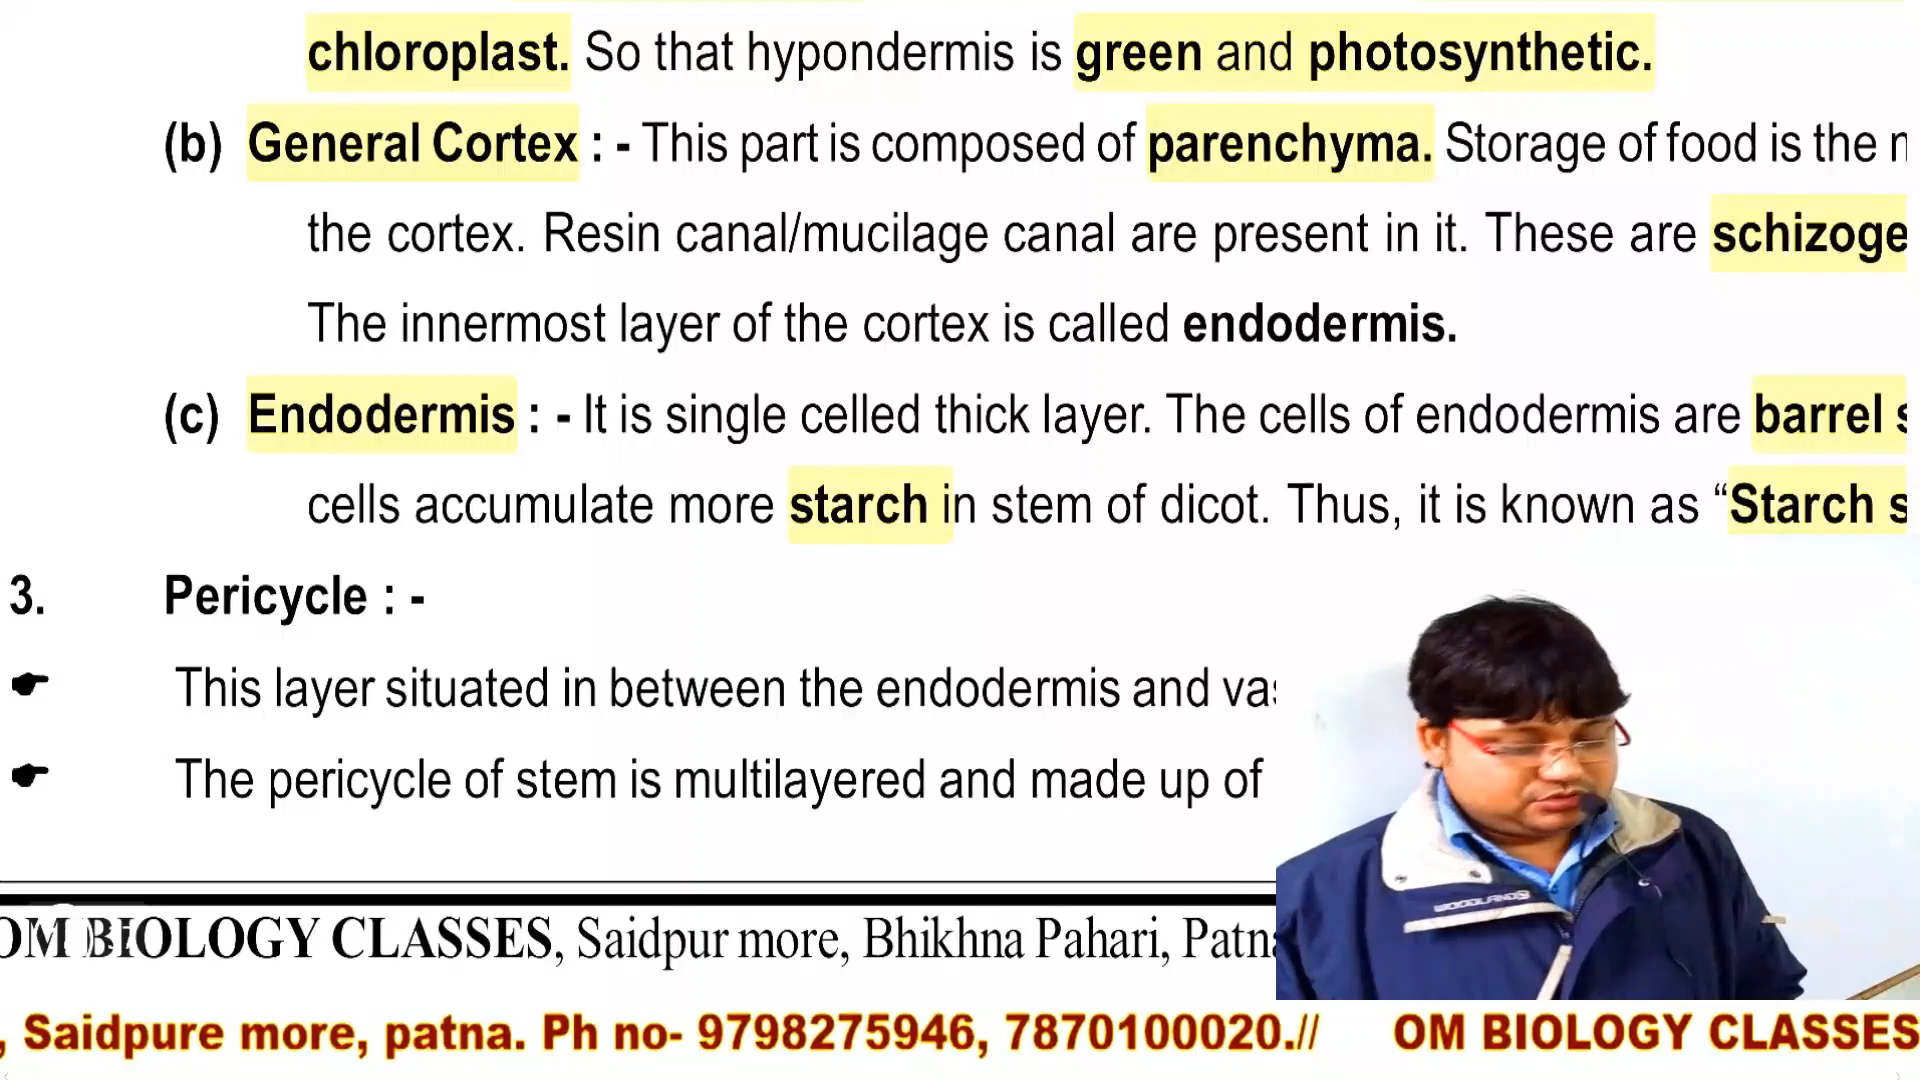 chloroplast. So that hypondermis is green and photosynthetic.
(b) General Cortex : - This part is composed of parenchyma. Storage of food is the
the cortex. Resin canal/mucilage canal are present in it. These are schizoge
The innermost layer of the cortex is called endodermis.
(c) Endodermis : - It is single celled thick layer. The cells of endodermis are barrel s
cells accumulate more starch in stem of dicot. Thus, it is known as “Starch s
3. Pericycle : -
This layer situated in between the endodermis and vas
The pericycle of stem is multilayered and made up of
OM BIOLOGY CLASSES, Saidpur more, Bhikhna Pahari, Patna
WOODLANDS
, Saidpure more, patna. Ph no- 9798275946, 7870100020.// OM BIOLOGY CLASSES